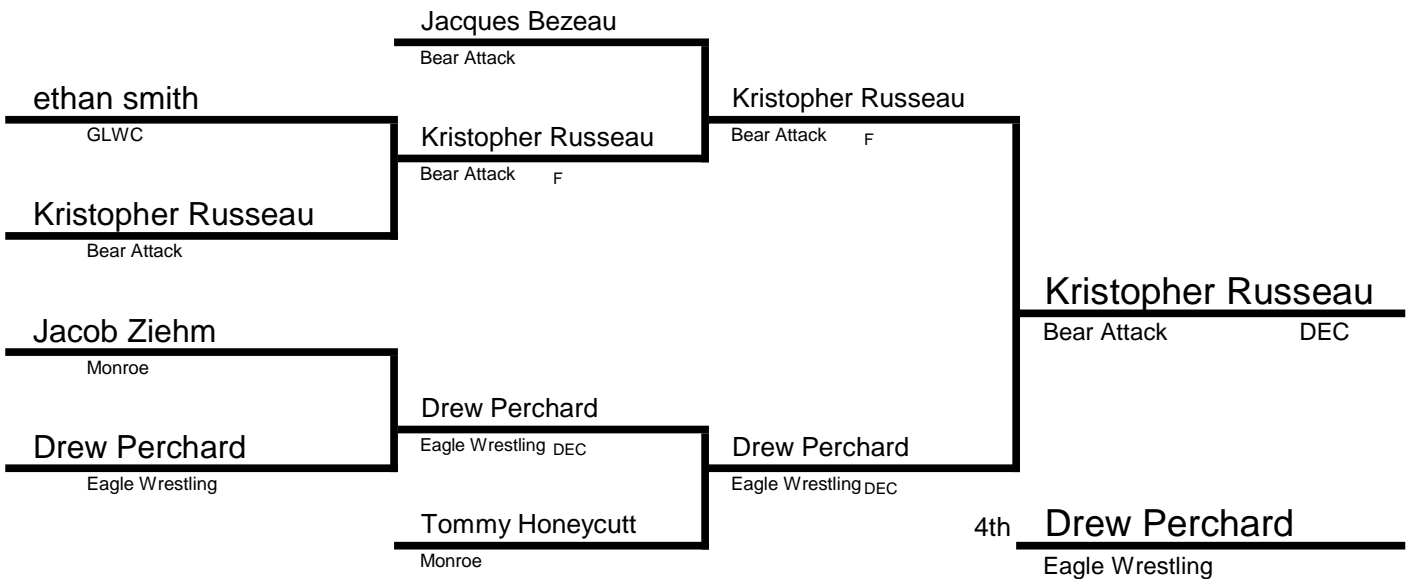 Jacques Bezeau
Bear Attack
ethan smith
GLWC
Kristopher Russeau
Bear Attack F
Kristopher Russeau
Bear Attack F
Kristopher Russeau
Bear Attack
Kristopher Russeau
Bear Attack DEC
Jacob Ziehm
Monroe
Drew Perchard
Eagle Wrestling DEC
Drew Perchard
Eagle Wrestling
Drew Perchard
Eagle Wrestling DEC
Tommy Honeycutt
Monroe
4th Drew Perchard
Eagle Wrestling